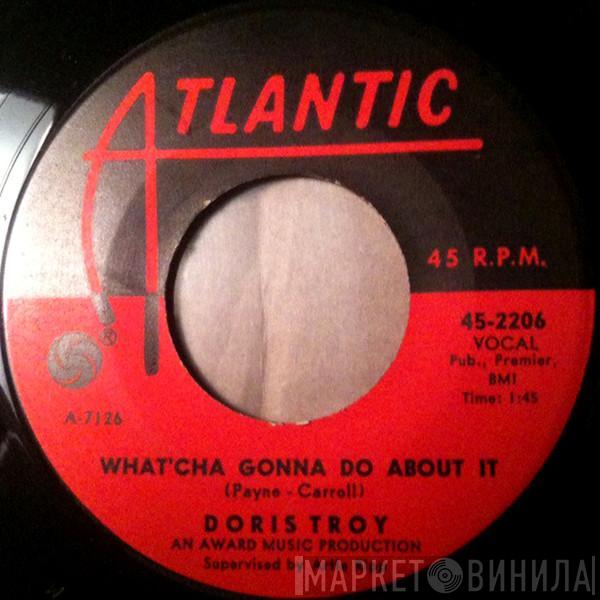 ATLANTIC
45 R.P.M.
®
45-2206
VOCAL
Pub., Premier,
BMI
Time: 1:45
A-7126
WHAT'CHA GONNA DO ABOUT IT
(Payne - Carroll)
DORIS TROY
AN AWARD MUSIC PRODUCTION
Supervised by
МАРКЕТ ВИНИЛА